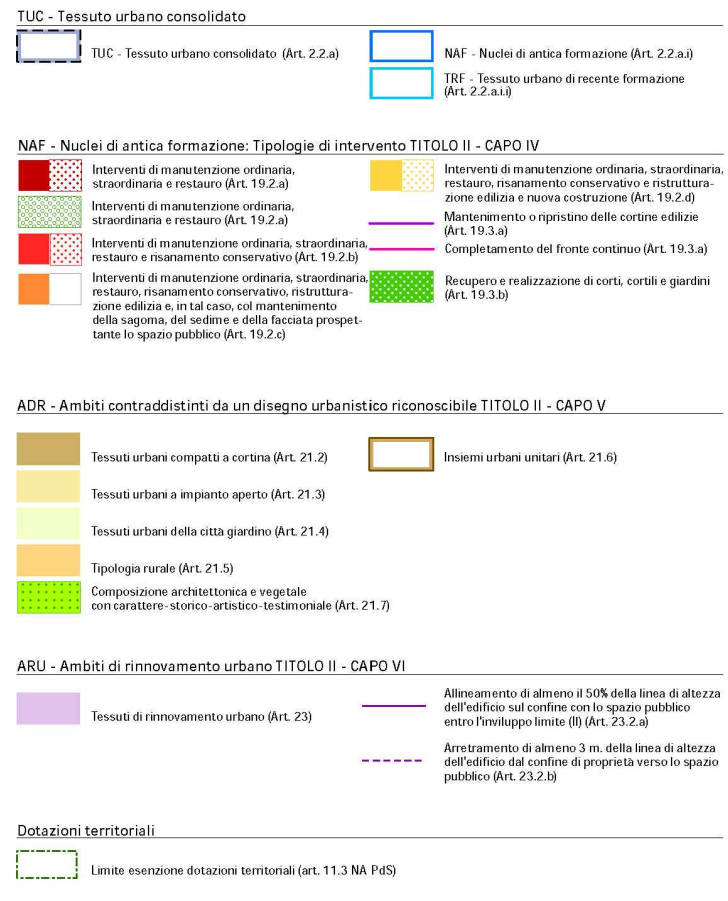 TUC - Tessuto urbano consolidato
TUC - Tessuto urbano consolidato (Art. 2.2.a)
NAF - Nuclei di antica formazione (Art. 2.2.a.i)
TRF - Tessuto urbano di recente formazione
(Art. 2.2.a.i.i)
NAF - Nuclei di antica formazione: Tipologie di intervento TITOLO II - CAPO IV
Interventi di manutenzione ordinaria,
straordinaria e restauro (Art. 19.2.a)
Interventi di manutenzione ordinaria,
straordinaria e restauro (Art. 19.2.a)
Interventi di manutenzione ordinaria, straordinaria,
restauro e risanamento conservativo (Art. 19.2.b)
Interventi di manutenzione ordinaria, straordinaria,
restauro, risanamento conservativo, ristruttura-
zione edilizia e, in tal caso, col mantenimento
della sagoma, del sedime e della facciata prospet-
tante lo spazio pubblico (Art. 19.2.c)
Interventi di manutenzione ordinaria, straordinaria,
restauro, risanamento conservativo e ristruttura-
zione edilizia e nuova costruzione (Art. 19.2.d)
Mantenimento o ripristino delle cortine edilizie
(Art. 19.3.a)
Completamento del fronte continuo (Art. 19.3.a)
Recupero e realizzazione di corti, cortili e giardini
(Art. 19.3.b)
ADR - Ambiti contraddistinti da un disegno urbanistico riconoscibile TITOLO II - CAPO V
Tessuti urbani compatti a cortina (Art. 21.2)
Tessuti urbani a impianto aperto (Art. 21.3)
Tessuti urbani della città giardino (Art. 21.4)
Tipologia rurale (Art. 21.5)
Composizione architettonica e vegetale
con carattere-storico-artistico-testimoniale (Art. 21.7)
Insiemi urbani unitari (Art. 21.6)
ARU - Ambiti di rinnovamento urbano TITOLO II - CAPO VI
Tessuti di rinnovamento urbano (Art. 23)
Allineamento di almeno il 50% della linea di altezza
dell'edificio sul confine con lo spazio pubblico
entro l'inviluppo limite (II) (Art. 23.2.a)
Arretramento di almeno 3 m. della linea di altezza
dell'edificio dal confine di proprietà verso lo spazio
pubblico (Art. 23.2.b)
Dotazioni territoriali
Limite esenzione dotazioni territoriali (art. 11.3 NA PdS)